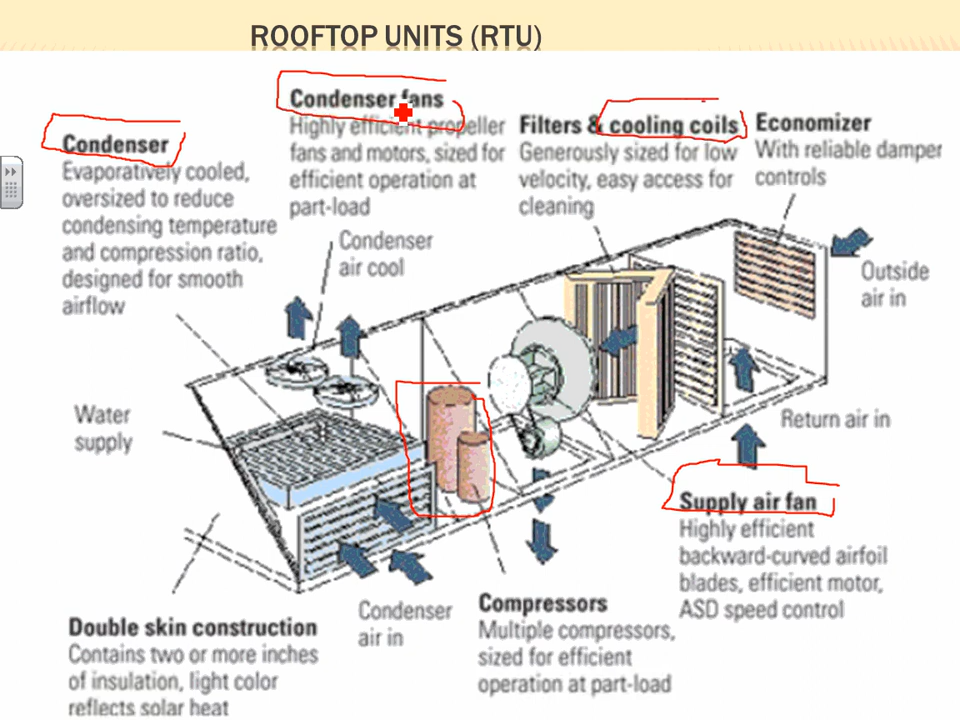 ROOFTOP UNITS (RTU)
Condenser fans
Highly efficient propeller
fans and motors, sized for
efficient operation at
part-load
Condenser
Evaporatively cooled,
oversized to reduce
condensing temperature
and compression ratio,
designed for smooth
airflow
Filters & cooling coils
Generously sized for low
velocity, easy access for
cleaning
Economizer
With reliable damper
controls
Condenser
air cool
Outside
air in
Water
supply
Return air in
Supply air fan
Highly efficient
backward-curved airfoil
blades, efficient motor,
ASD speed control
Double skin construction
Contains two or more inches
of insulation, light color
reflects solar heat
Condenser
air in
Compressors
Multiple compressors,
sized for efficient
operation at part-load